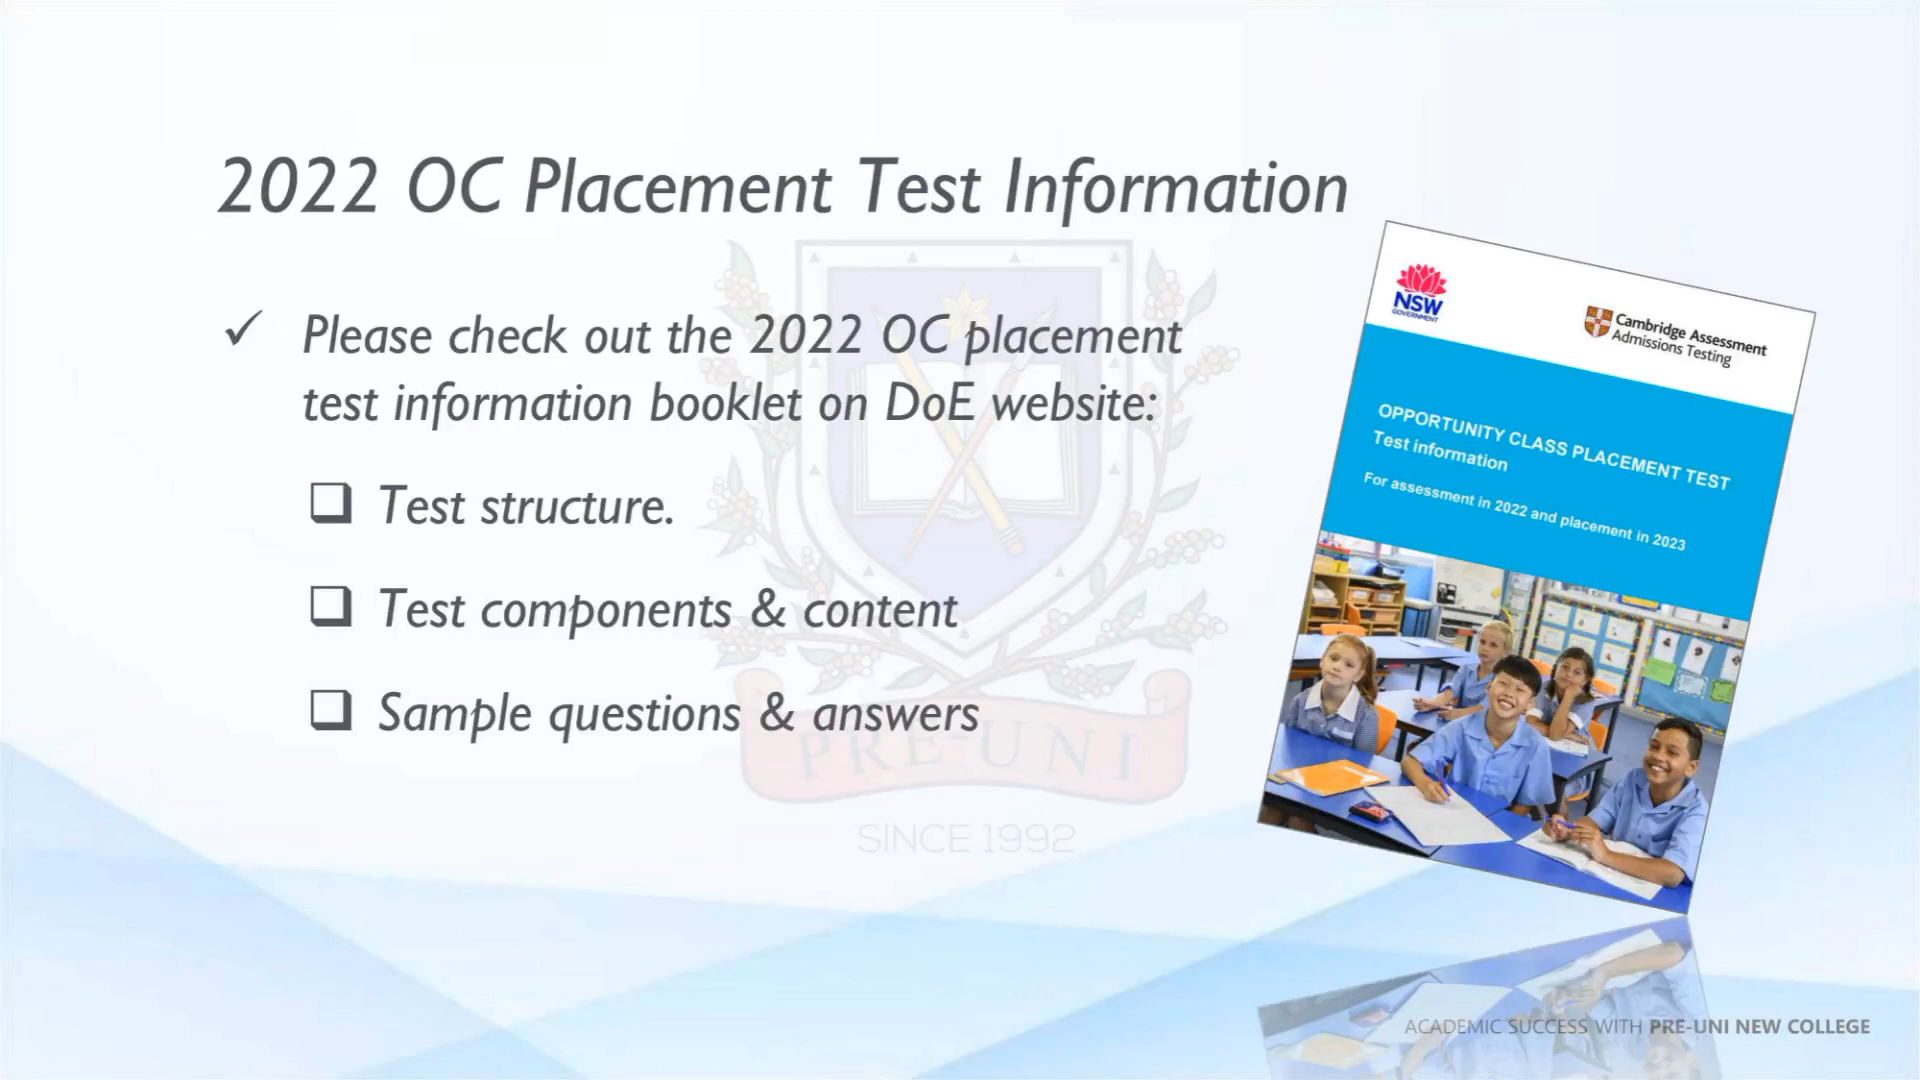 2022 OC Placement Test Information
Please check out the 2022 OC placement
test information booklet on DoE website:
Test structure.
Test components & content
Sample questions & answers
NSW
GOVERNMENT
Cambridge Assessment
Admissions Testing
OPPORTUNITY CLASS PLACEMENT TEST
Test information
For assessment in 2022 and placement in 2023
PRE-UNI
SINCE 1992
ACADEMIC SUCCESS WITH PRE-UNI NEW COLLEGE